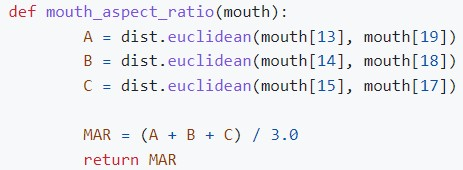 def mouth_aspect_ratio(mouth):
        A = dist.euclidean(mouth[13], mouth[19])
        B = dist.euclidean(mouth[14], mouth[18])
        C = dist.euclidean(mouth[15], mouth[17])

        MAR = (A + B + C) / 3.0
        return MAR